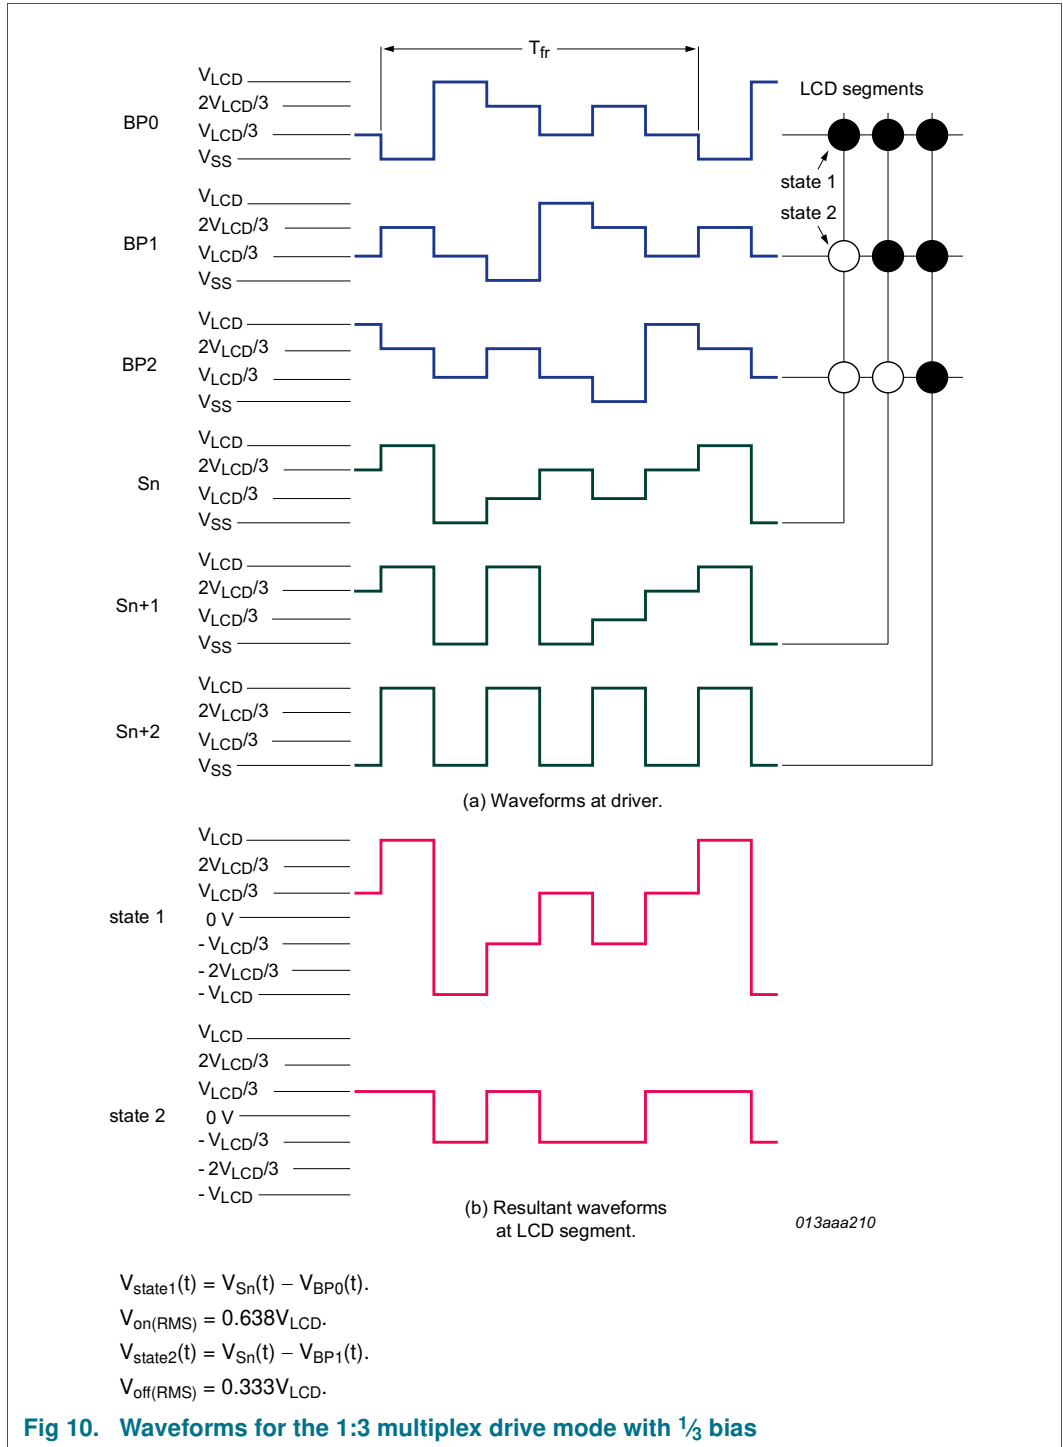 Tfr
VLCD
2VLCD/3
BP0
VLCD/3
VSS
LCD segments
state 1
state 2
VLCD
2VLCD/3
BP1
VLCD/3
VSS
VLCD
2VLCD/3
BP2
VLCD/3
VSS
VLCD
2VLCD/3
Sn
VLCD/3
VSS
VLCD
2VLCD/3
Sn+1
VLCD/3
VSS
VLCD
2VLCD/3
Sn+2
VLCD/3
VSS
(a) Waveforms at driver.
VLCD
2VLCD/3
VLCD/3
state 1
0 V
- VLCD/3
- 2VLCD/3
- VLCD
VLCD
2VLCD/3
VLCD/3
state 2
0 V
- VLCD/3
- 2VLCD/3
- VLCD
(b) Resultant waveforms
at LCD segment.
013aaa210
Vstate1(t) = VSn(t) − VBP0(t).
Von(RMS) = 0.638VLCD.
Vstate2(t) = VSn(t) − VBP1(t).
Voff(RMS) = 0.333VLCD.
Fig 10. Waveforms for the 1:3 multiplex drive mode with 1⁄3 bias